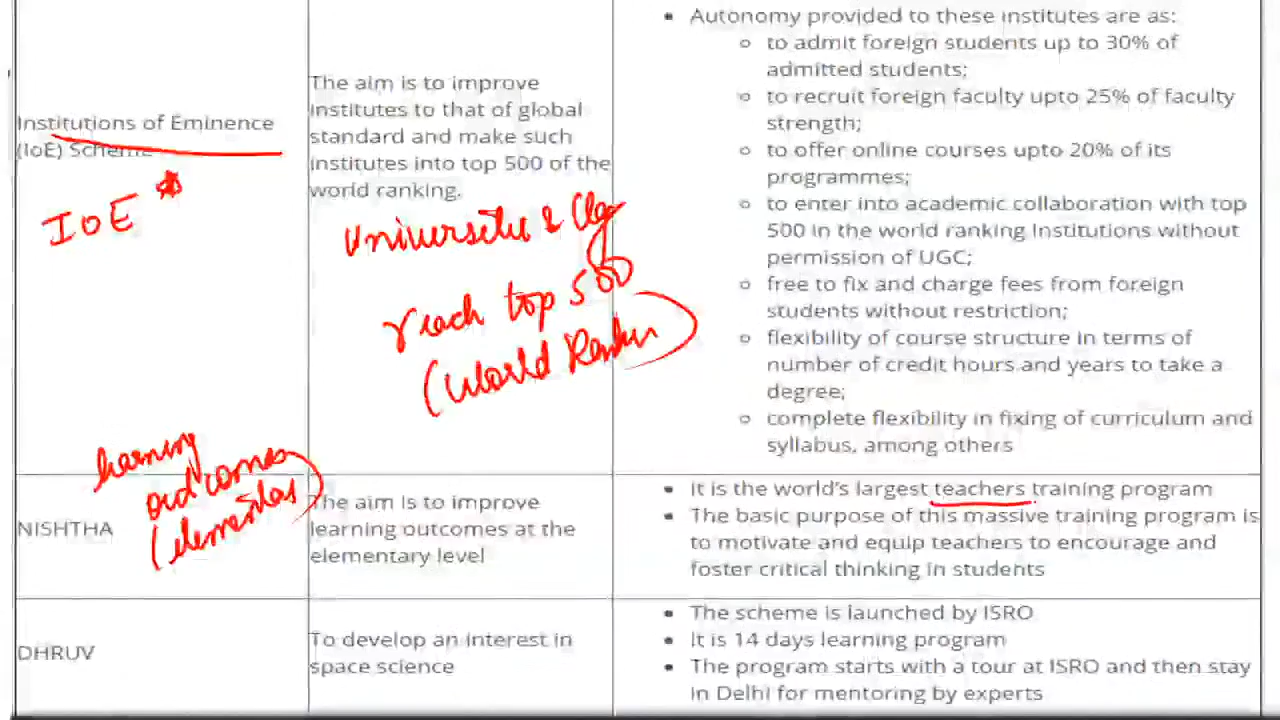 Institutions of Eminence
(IoE) Scheme
IOE
The aim is to improve
institutes to that of global
standard and make such
institutes into top 500 of the
world ranking.
Universities & Clg
reach top 500
(World Rank
Autonomy provided to these institutes are as:
to admit foreign students up to 30% of
admitted students;
to recruit foreign faculty upto 25% of faculty
strength;
to offer online courses upto 20% of its
programmes;
to enter into academic collaboration with top
500 in the world ranking Institutions without
permission of UGC;
free to fix and charge fees from foreign
students without restriction;
flexibility of course structure in terms of
number of credit hours and years to take a
degree;
complete flexibility in fixing of curriculum and
syllabus, among others
NISHTHA
learning
outcomes
The aim is to improve
learning outcomes at the
elementary level
It is the world's largest teachers training program
The basic purpose of this massive training program is
to motivate and equip teachers to encourage and
foster critical thinking in students
DHRUV
To develop an interest in
space science
The scheme is launched by ISRO
It is 14 days learning program
The program starts with a tour at ISRO and then stay
in Delhi for mentoring by experts